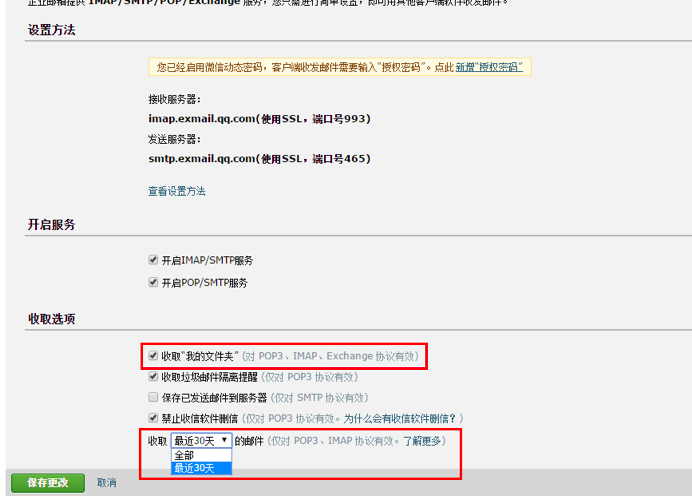 企业邮箱提供 IMAP/SMTP/POP/Exchange 服务，您只需进行简单设置，即可用其他客户端软件收发邮件。
设置方法
您已经启用微信动态密码，客户端收发邮件需要输入“授权密码”。点此 新增“授权密码”
接收服务器：
imap.exmail.qq.com(使用SSL，端口号993)
发送服务器：
smtp.exmail.qq.com(使用SSL，端口号465)
查看设置方法
开启服务
开启IMAP/SMTP服务
开启POP/SMTP服务
收取选项
收取“我的文件夹” (对 POP3、IMAP、Exchange 协议有效)
收取垃圾邮件隔离提醒 (仅对 POP3 协议有效)
保存已发送邮件到服务器 (仅对 SMTP 协议有效)
禁止收信软件删信 (仅对 POP3 协议有效。为什么会有收信软件删信？)
收取 最近30天 的邮件 (仅对 POP3、IMAP 协议有效。了解更多)
全部
最近30天
保存更改 取消